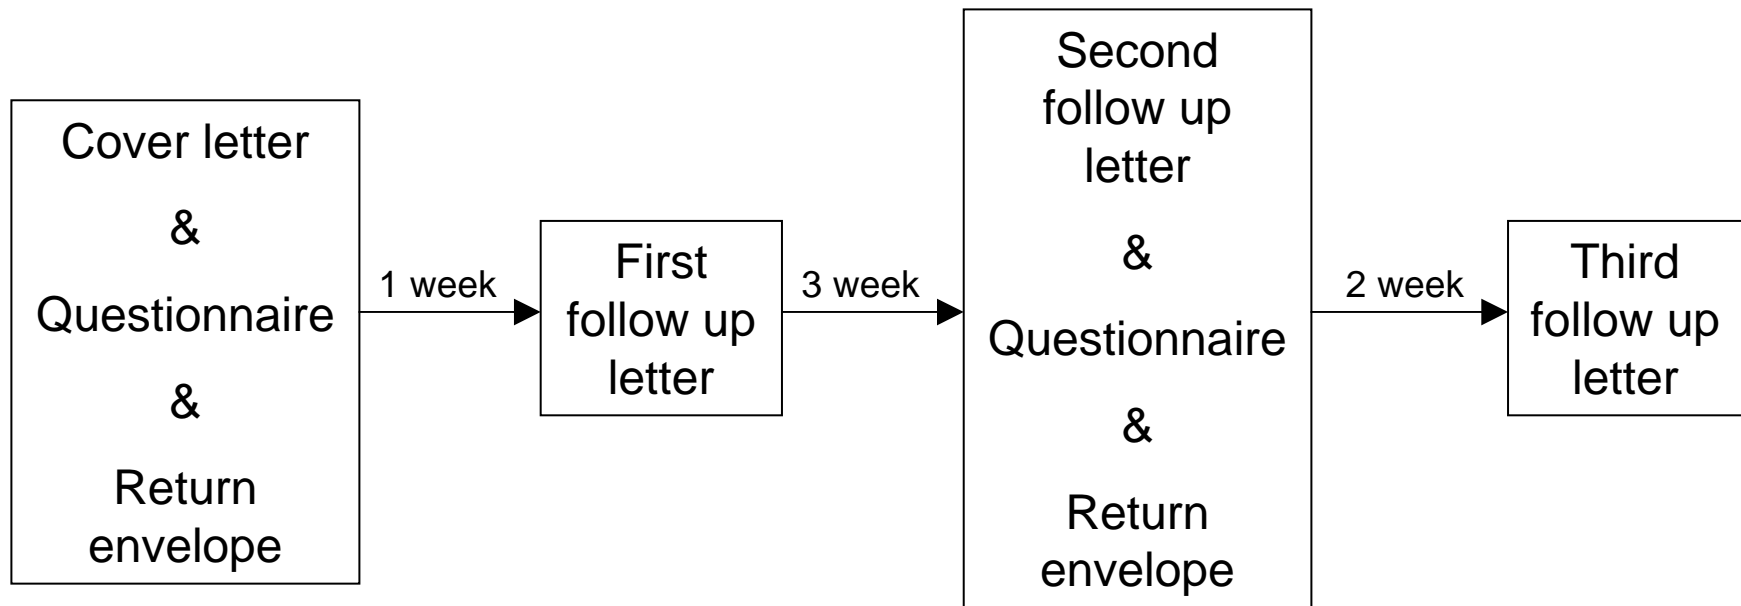 Cover letter
&
Questionnaire
&
Return
envelope
1 week
First
follow up
letter
3 week
Second
follow up
letter
&
Questionnaire
&
Return
envelope
2 week
Third
follow up
letter